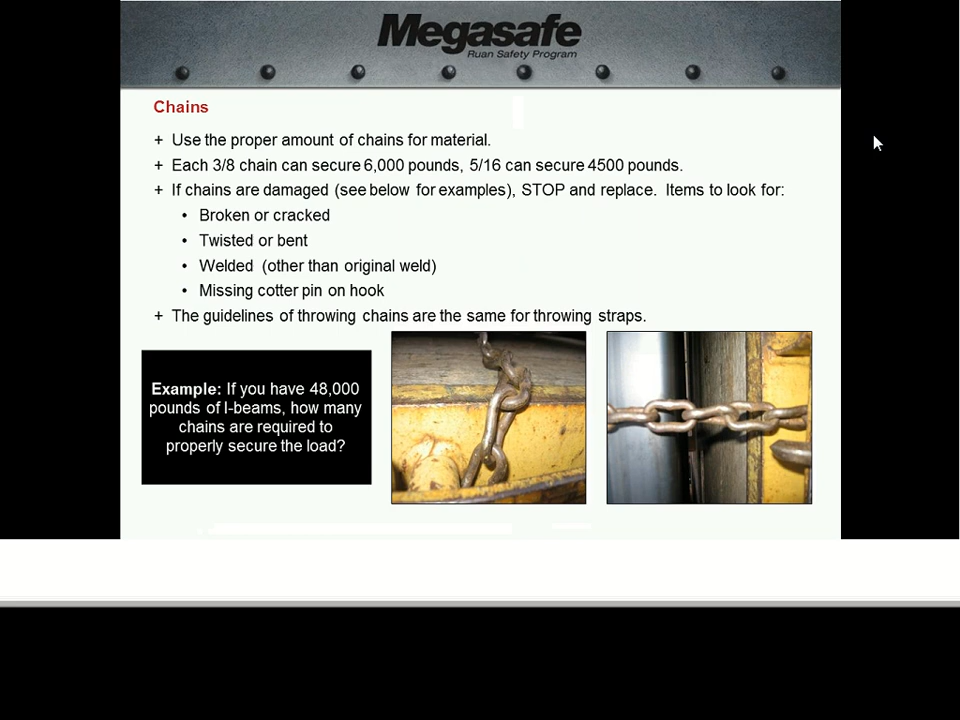 Megasafe
Ruan Safety Program
Chains
+ Use the proper amount of chains for material.
+ Each 3/8 chain can secure 6,000 pounds, 5/16 can secure 4500 pounds.
+ If chains are damaged (see below for examples), STOP and replace. Items to look for:
• Broken or cracked
• Twisted or bent
• Welded (other than original weld)
• Missing cotter pin on hook
+ The guidelines of throwing chains are the same for throwing straps.
Example: If you have 48,000
pounds of I-beams, how many
chains are required to
properly secure the load?